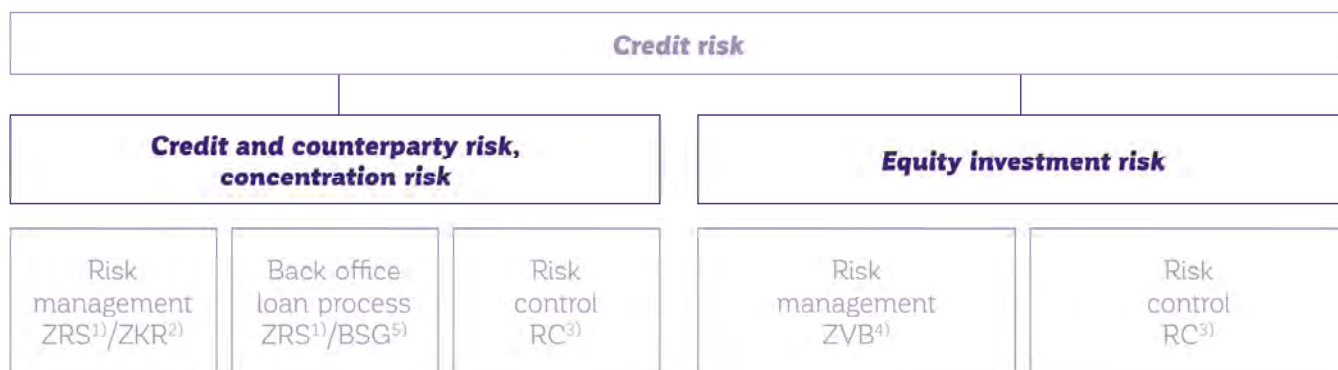 Credit risk
Credit and counterparty risk,
concentration risk
Equity investment risk
Risk
management
ZRS¹⁾/ZKR²⁾
Back office
loan process
ZRS¹⁾/BSG⁵⁾
Risk
control
RC³⁾
Risk
management
ZVB⁴⁾
Risk
control
RC³⁾